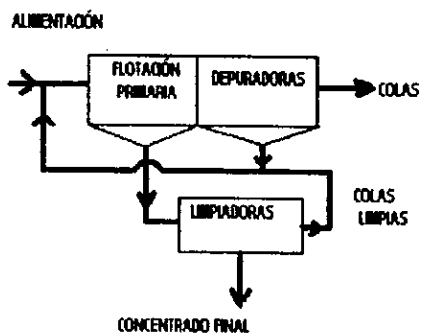 ALIMENTACIÓN
FLOTACIÓN
PRIMARIA
DEPURADORAS
COLAS
LIMPIADORAS
COLAS
LIMPIAS
CONCENTRADO FINAL